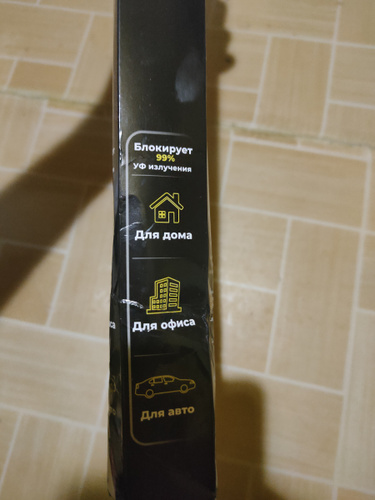 Блокирует
99%
УФ излучения
Для дома
Для офиса
Для авто